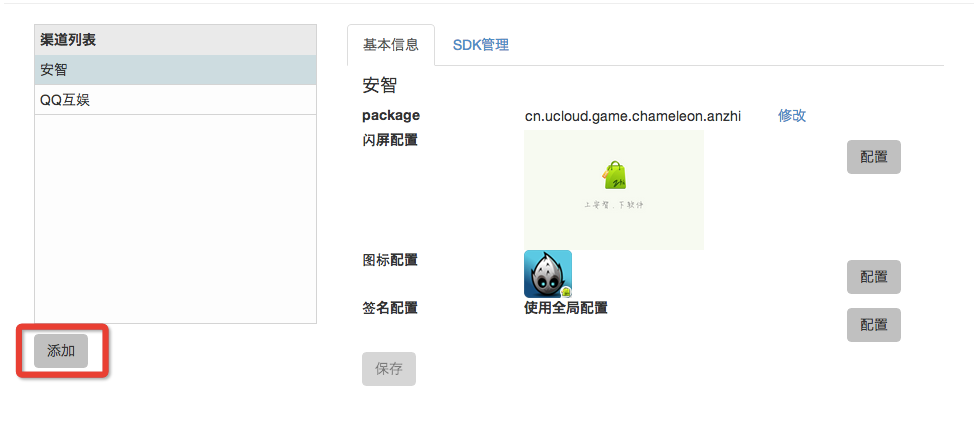 渠道列表
安智
QQ互娱
添加
基本信息 SDK管理
安智
package cn.ucloud.game.chameleon.anzhi 修改
闪屏配置 配置
上安智，下软件
图标配置 配置
签名配置 使用全局配置 配置
保存